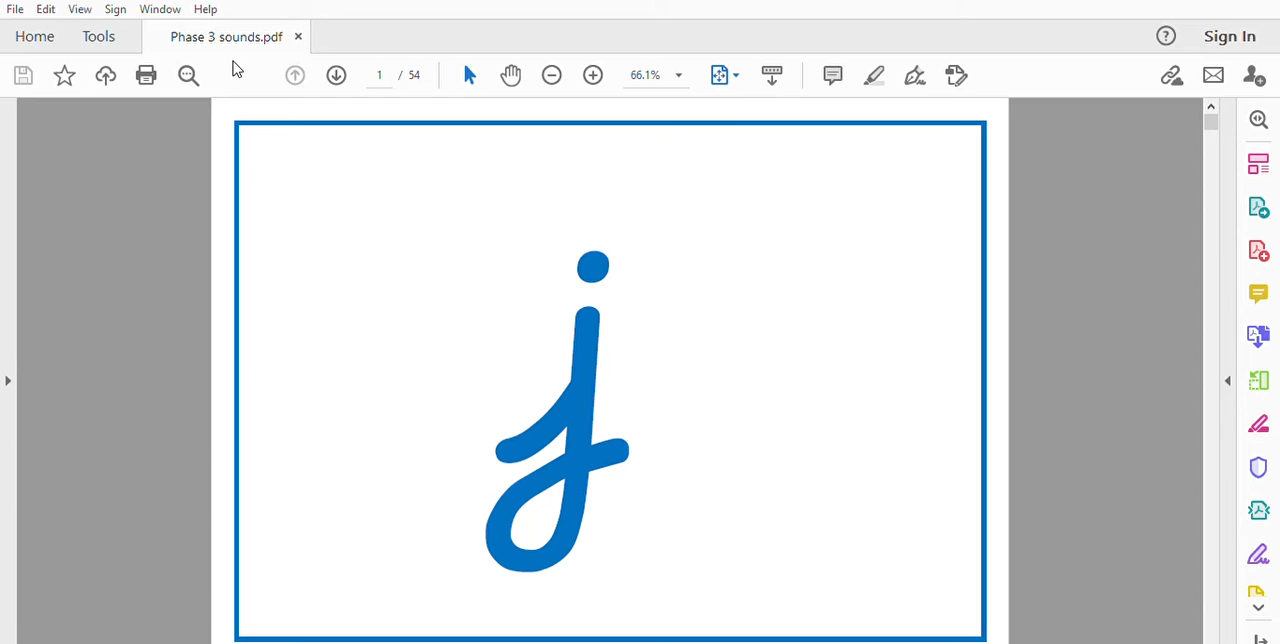 File Edit View Sign Window Help
Home Tools Phase 3 sounds.pdf × ? Sign In
1 / 54 66.1%
j